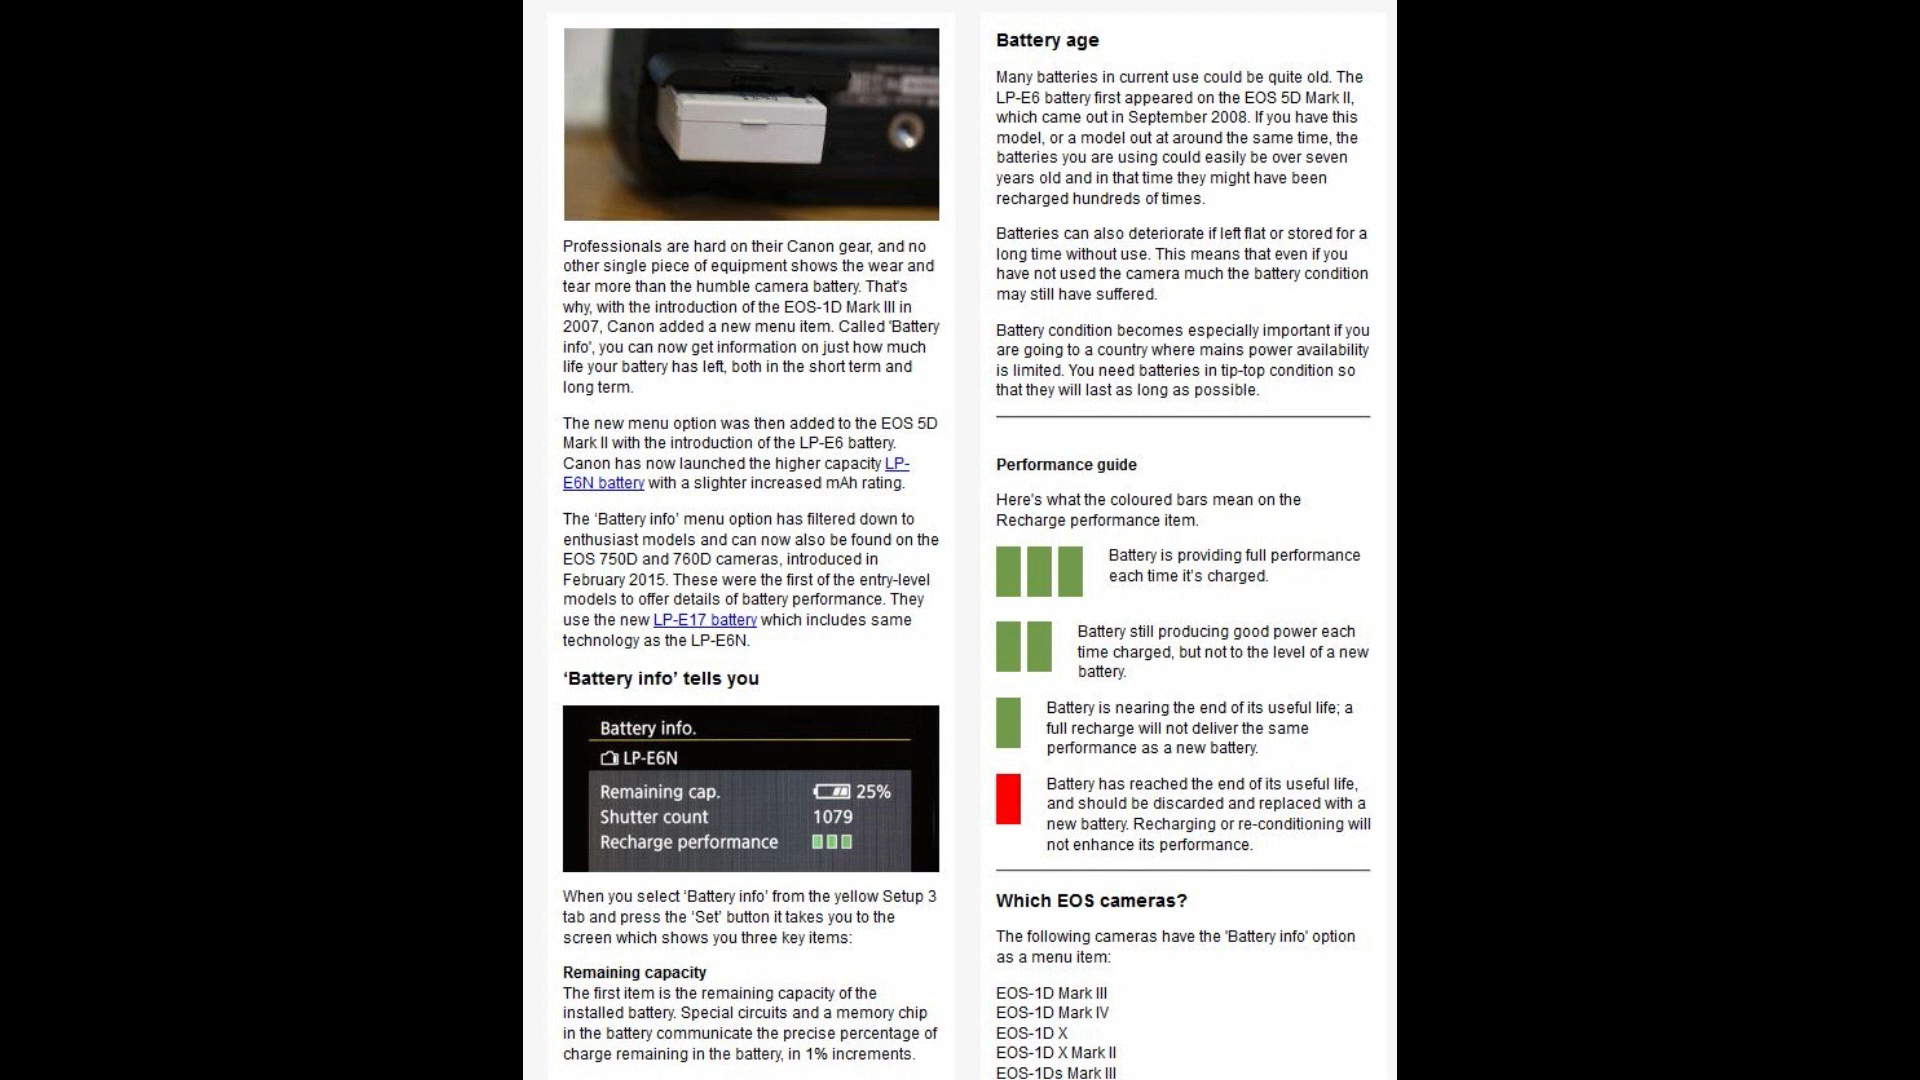 Professionals are hard on their Canon gear, and no
other single piece of equipment shows the wear and
tear more than the humble camera battery. That's
why, with the introduction of the EOS-1D Mark III in
2007, Canon added a new menu item. Called 'Battery
info', you can now get information on just how much
life your battery has left, both in the short term and
long term.
The new menu option was then added to the EOS 5D
Mark II with the introduction of the LP-E6 battery.
Canon has now launched the higher capacity LP-
E6N battery with a slighter increased mAh rating.
The ‘Battery info’ menu option has filtered down to
enthusiast models and can now also be found on the
EOS 750D and 760D cameras, introduced in
February 2015. These were the first of the entry-level
models to offer details of battery performance. They
use the new LP-E17 battery which includes same
technology as the LP-E6N.
‘Battery info’ tells you
Battery info.
LP-E6N
Remaining cap. 25%
Shutter count 1079
Recharge performance
When you select ‘Battery info’ from the yellow Setup 3
tab and press the ‘Set’ button it takes you to the
screen which shows you three key items:
Remaining capacity
The first item is the remaining capacity of the
installed battery. Special circuits and a memory chip
in the battery communicate the precise percentage of
charge remaining in the battery, in 1% increments.
Battery age
Many batteries in current use could be quite old. The
LP-E6 battery first appeared on the EOS 5D Mark II,
which came out in September 2008. If you have this
model, or a model out at around the same time, the
batteries you are using could easily be over seven
years old and in that time they might have been
recharged hundreds of times.
Batteries can also deteriorate if left flat or stored for a
long time without use. This means that even if you
have not used the camera much the battery condition
may still have suffered.
Battery condition becomes especially important if you
are going to a country where mains power availability
is limited. You need batteries in tip-top condition so
that they will last as long as possible.
Performance guide
Here's what the coloured bars mean on the
Recharge performance item.
Battery is providing full performance
each time it's charged.
Battery still producing good power each
time charged, but not to the level of a new
battery.
Battery is nearing the end of its useful life; a
full recharge will not deliver the same
performance as a new battery.
Battery has reached the end of its useful life,
and should be discarded and replaced with a
new battery. Recharging or re-conditioning will
not enhance its performance.
Which EOS cameras?
The following cameras have the 'Battery info' option
as a menu item:
EOS-1D Mark III
EOS-1D Mark IV
EOS-1D X
EOS-1D X Mark II
EOS-1Ds Mark III